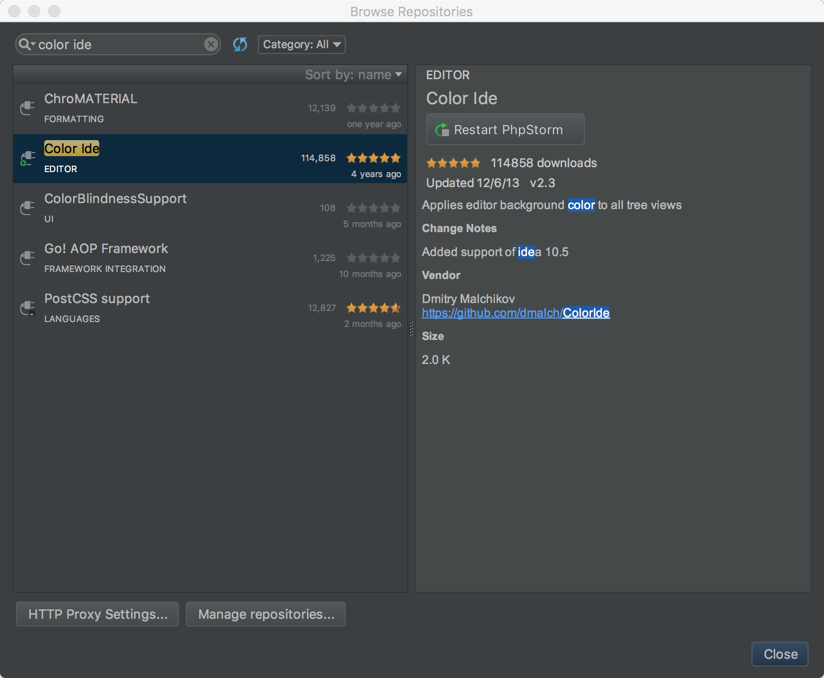 Browse Repositories
color ide
Category: All
Sort by: name
ChroMATERIAL
12,139
FORMATTING
one year ago
Color Ide
114,858
EDITOR
4 years ago
ColorBlindnessSupport
108
UI
5 months ago
Go! AOP Framework
1,225
FRAMEWORK INTEGRATION
10 months ago
PostCSS support
12,827
LANGUAGES
2 months ago
EDITOR
Color Ide
Restart PhpStorm
114858 downloads
Updated 12/6/13 v2.3
Applies editor background color to all tree views
Change Notes
Added support of idea 10.5
Vendor
Dmitry Malchikov
https://github.com/dmalch/ColorIde
Size
2.0 K
HTTP Proxy Settings...
Manage repositories...
Close